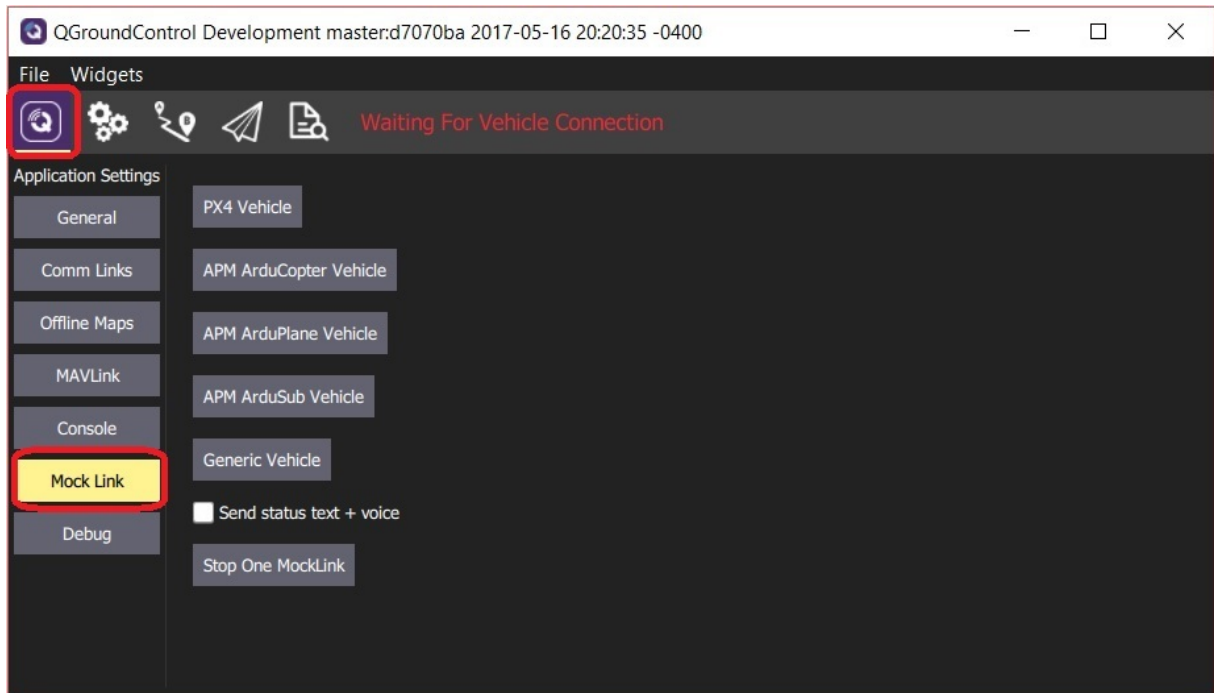 QGroundControl Development master:d7070ba 2017-05-16 20:20:35 -0400
File Widgets
Waiting For Vehicle Connection
Application Settings
General
Comm Links
Offline Maps
MAVLink
Console
Mock Link
Debug
PX4 Vehicle
APM ArduCopter Vehicle
APM ArduPlane Vehicle
APM ArduSub Vehicle
Generic Vehicle
Send status text + voice
Stop One MockLink